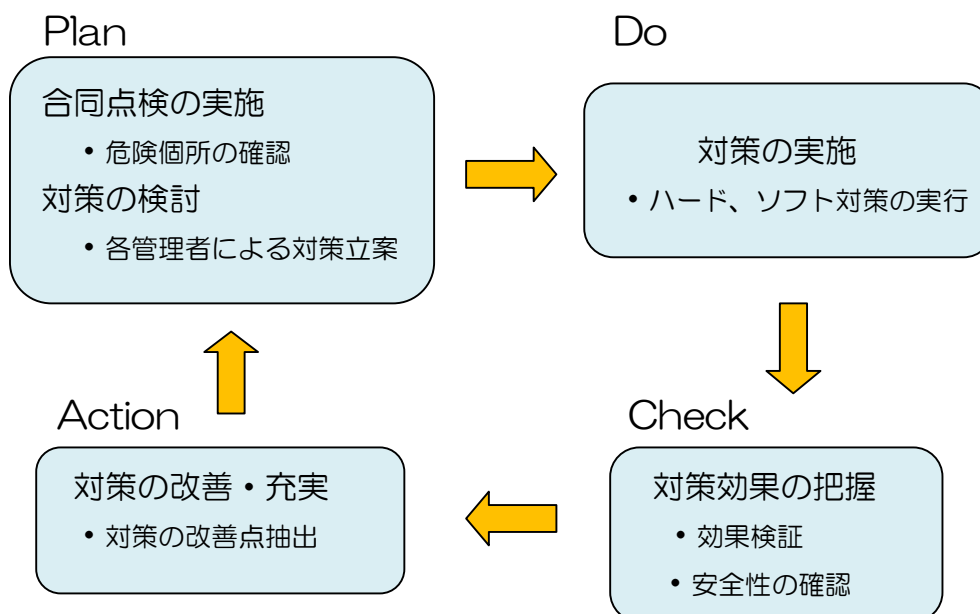 Plan
合同点検の実施
・危険個所の確認
対策の検討
・各管理者による対策立案
Do
対策の実施
・ハード、ソフト対策の実行
Action
対策の改善・充実
・対策の改善点抽出
Check
対策効果の把握
・効果検証
・安全性の確認